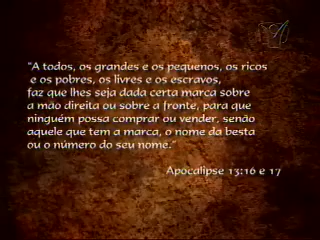 "A todos, os grandes e os pequenos, os ricos
e os pobres, os livres e os escravos,
faz que lhes seja dada certa marca sobre
a mão direita ou sobre a fronte, para que
ninguém possa comprar ou vender, senão
aquele que tem a marca, o nome da besta
ou o número do seu nome."
Apocalipse 13:16 e 17